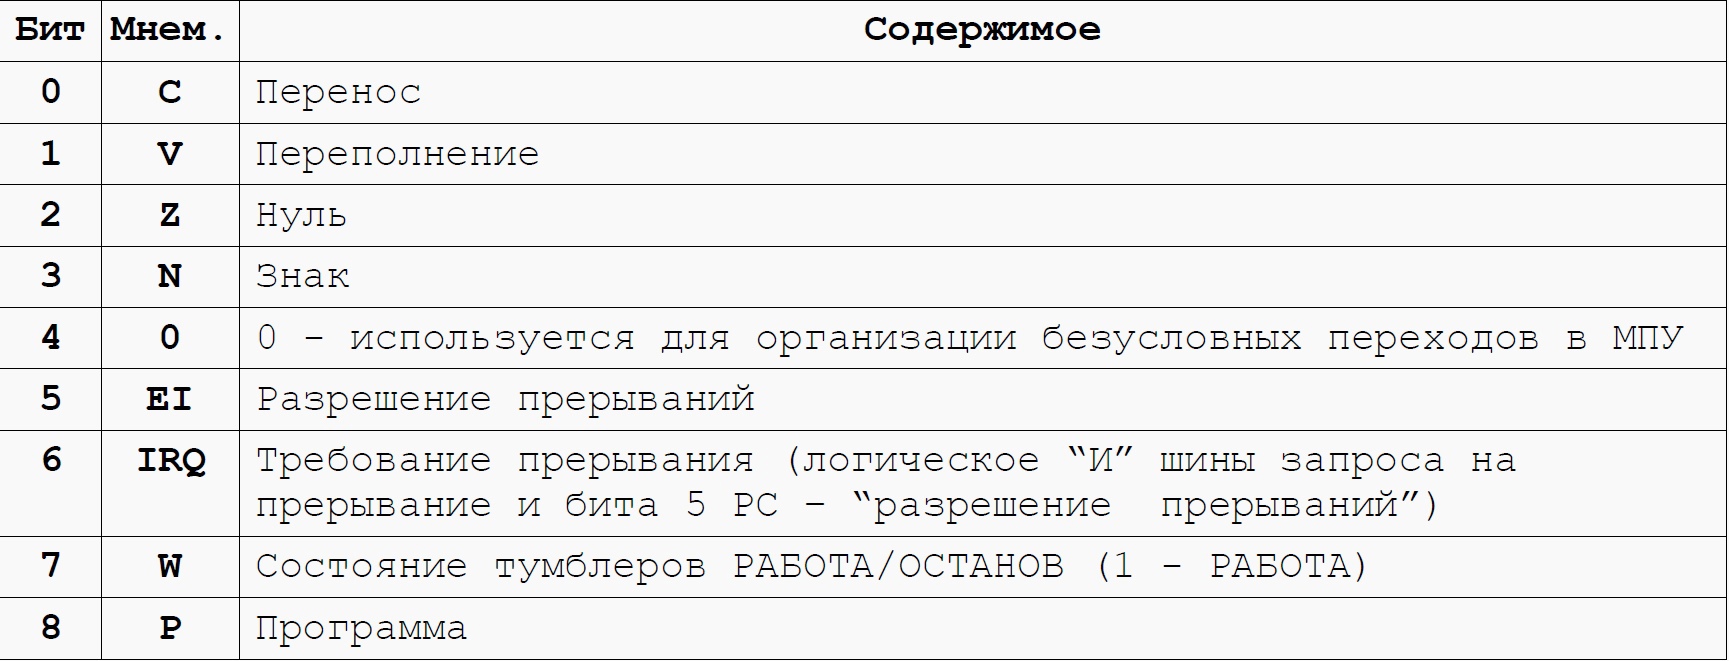 Бит Мнем. Содержимое
0 C Перенос
1 V Переполнение
2 Z Нуль
3 N Знак
4 0 0 - используется для организации безусловных переходов в МПУ
5 EI Разрешение прерываний
6 IRQ Требование прерывания (логическое “И” шины запроса на
прерывание и бита 5 РС – “разрешение прерываний”)
7 W Состояние тумблеров РАБОТА/ОСТАНОВ (1 - РАБОТА)
8 P Программа